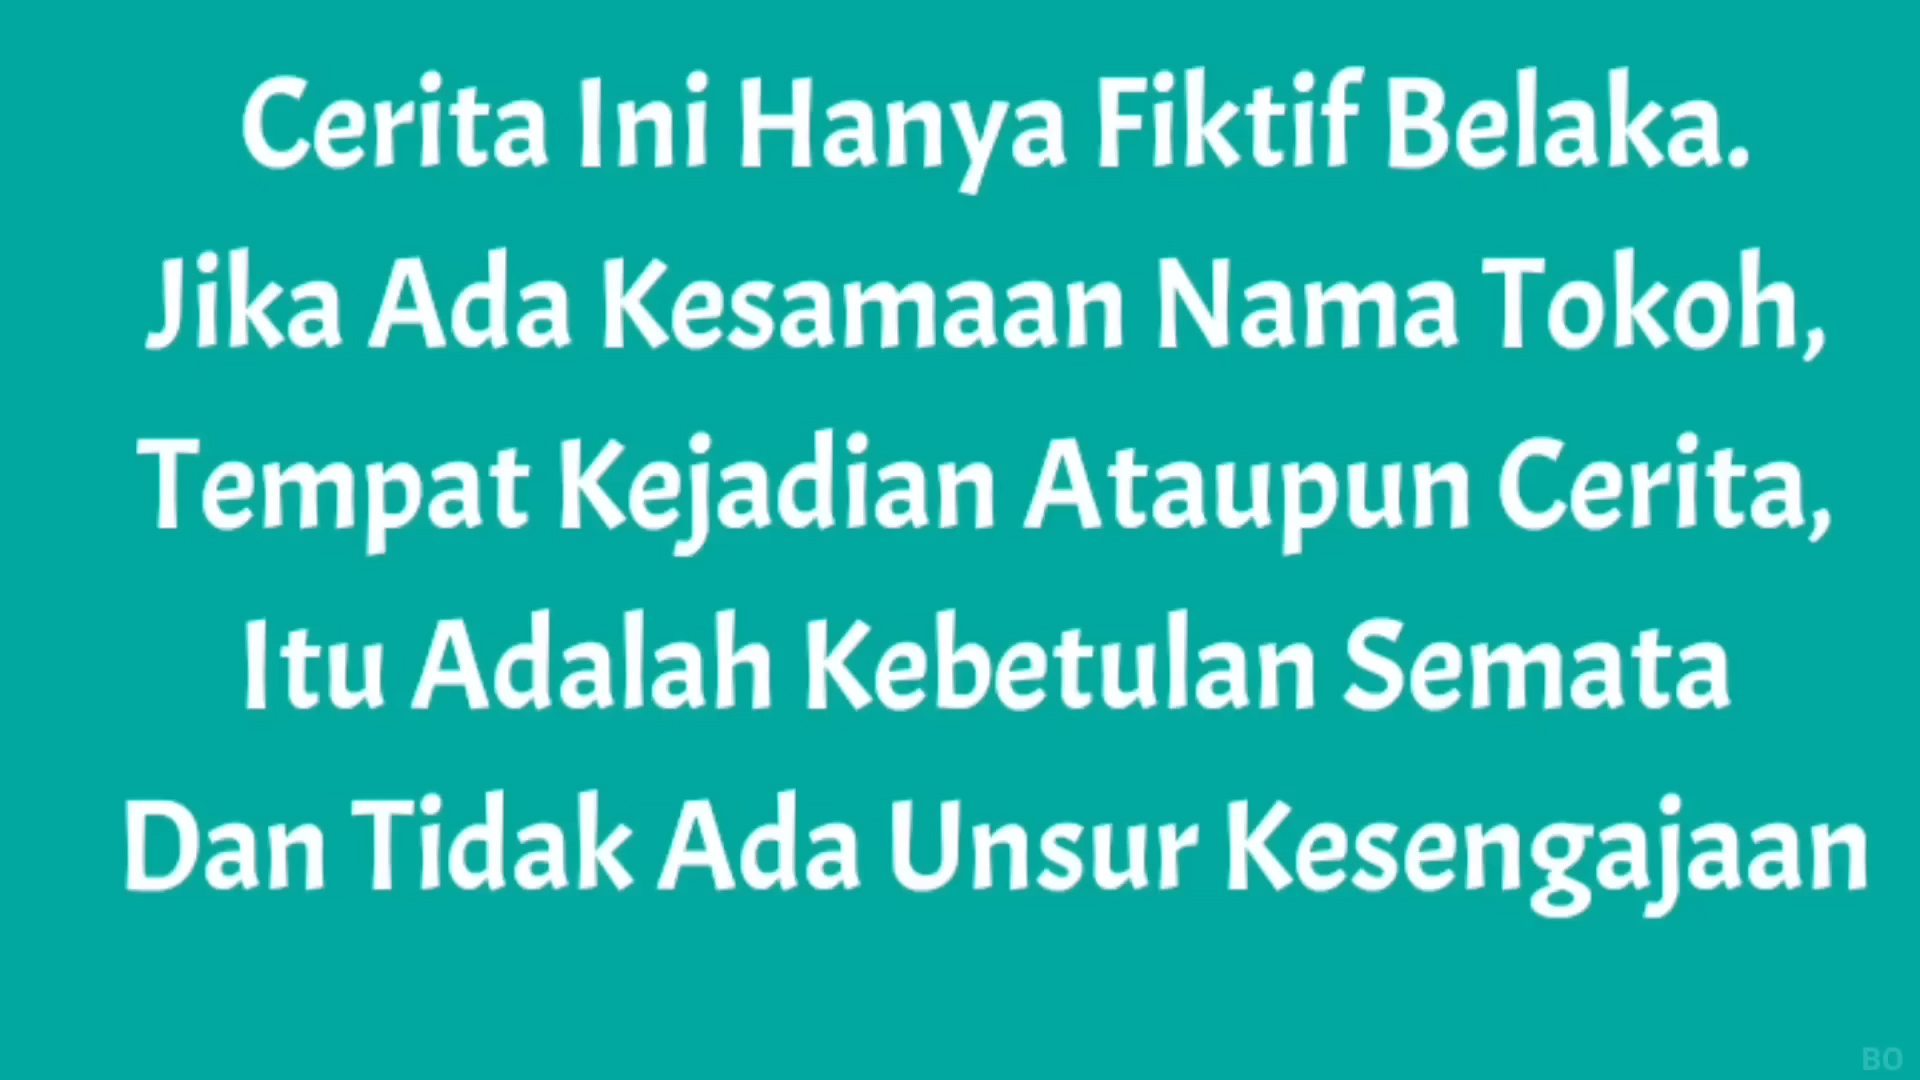 Cerita Ini Hanya Fiktif Belaka.
Jika Ada Kesamaan Nama Tokoh,
Tempat Kejadian Ataupun Cerita,
Itu Adalah Kebetulan Semata
Dan Tidak Ada Unsur Kesengajaan
BO